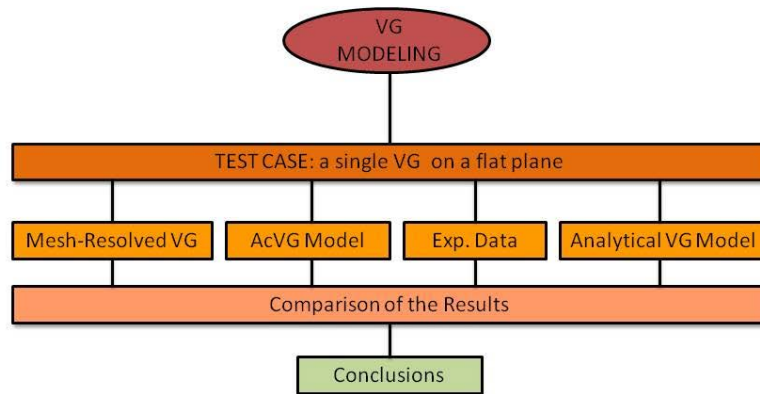 VG
MODELING
TEST CASE: a single VG on a flat plane
Mesh-Resolved VG
AcVG Model
Exp. Data
Analytical VG Model
Comparison of the Results
Conclusions